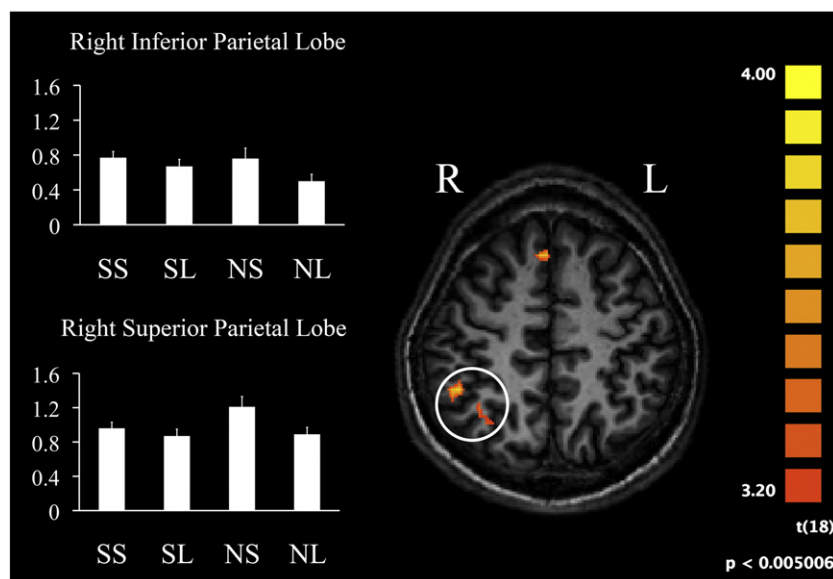 Right Inferior Parietal Lobe
1.6
1.2
0.8
0.4
0
SS SL NS NL
Right Superior Parietal Lobe
1.6
1.2
0.8
0.4
0
SS SL NS NL
R L
4.00
3.20
t(18)
p < 0.005006